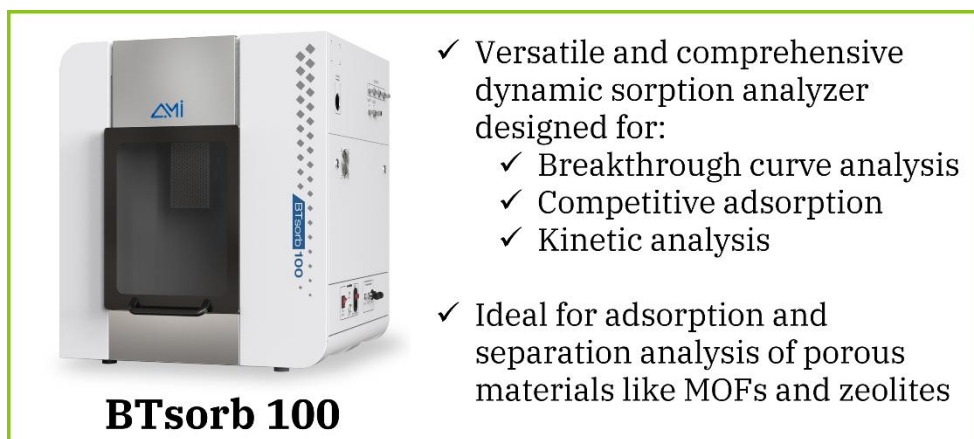 AMI
BTsorb 100
BTsorb 100
✓ Versatile and comprehensive
dynamic sorption analyzer
designed for:
✓ Breakthrough curve analysis
✓ Competitive adsorption
✓ Kinetic analysis
✓ Ideal for adsorption and
separation analysis of porous
materials like MOFs and zeolites